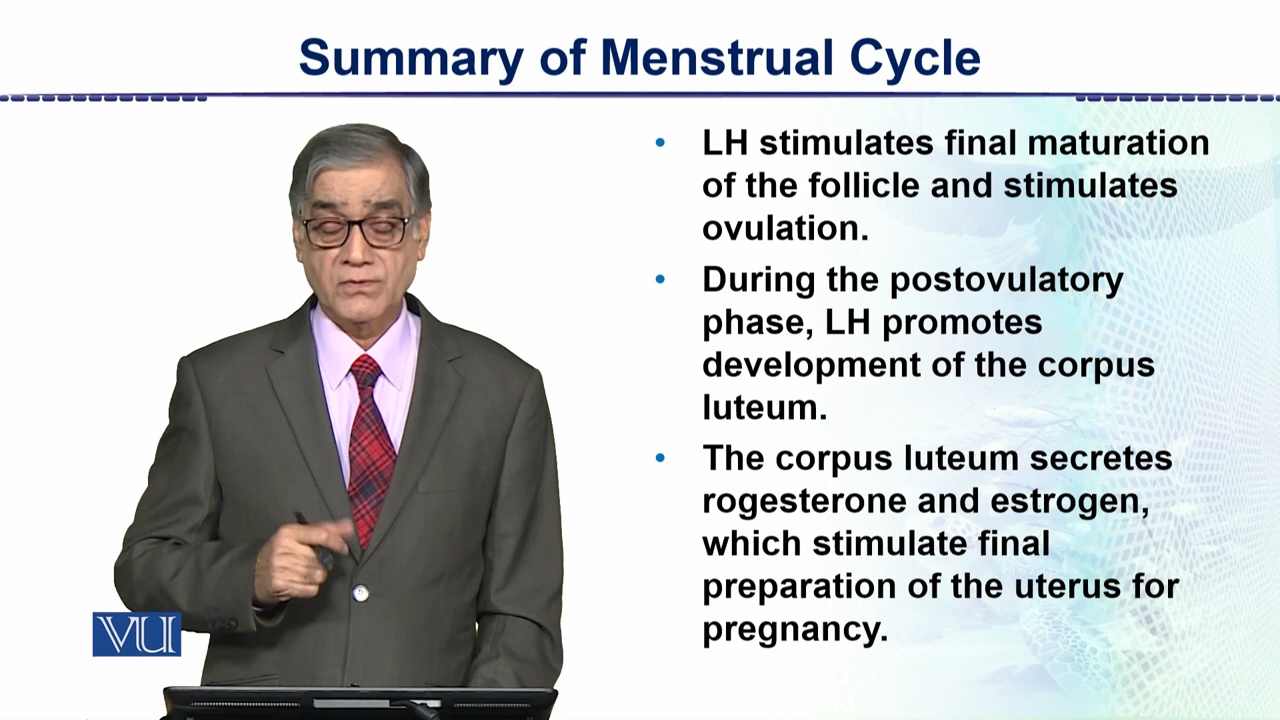 Summary of Menstrual Cycle
• LH stimulates final maturation
of the follicle and stimulates
ovulation.
• During the postovulatory
phase, LH promotes
development of the corpus
luteum.
• The corpus luteum secretes
rogesterone and estrogen,
which stimulate final
preparation of the uterus for
pregnancy.
VU